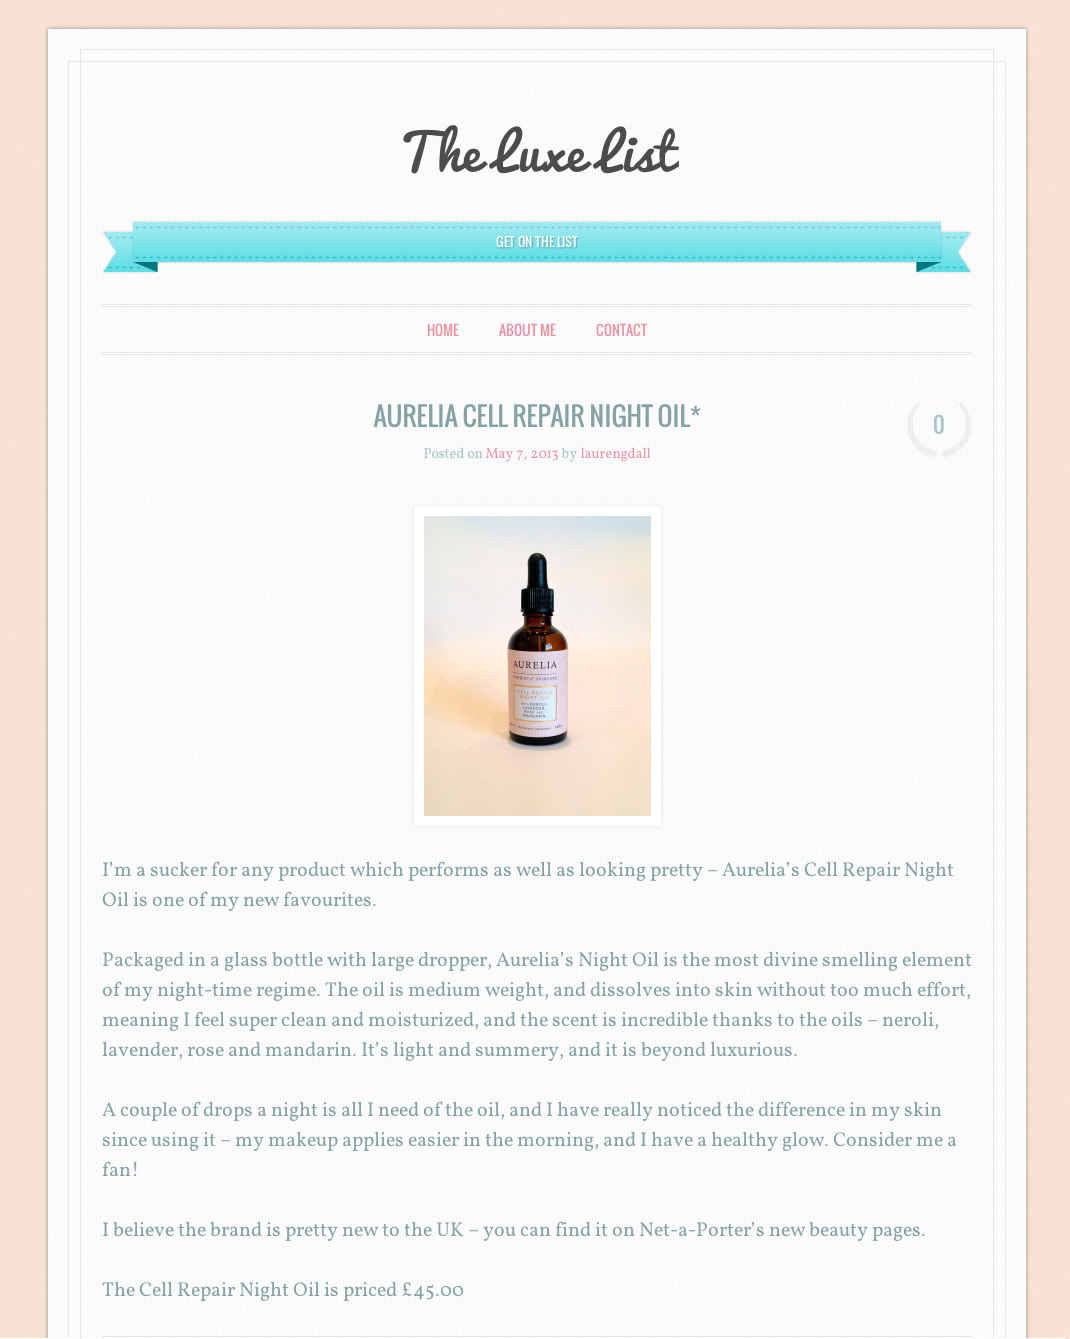 The Luxe List
GET ON THE LIST
HOME ABOUT ME CONTACT
AURELIA CELL REPAIR NIGHT OIL*
0
Posted on May 7, 2013 by laurengdall
AURELIA
PROBIOTIC SKINCARE
CELL REPAIR
NIGHT OIL
WITH NEROLI,
LAVENDER,
ROSE AND
MANDARIN
I’m a sucker for any product which performs as well as looking pretty – Aurelia’s Cell Repair Night
Oil is one of my new favourites.
Packaged in a glass bottle with large dropper, Aurelia’s Night Oil is the most divine smelling element
of my night-time regime. The oil is medium weight, and dissolves into skin without too much effort,
meaning I feel super clean and moisturized, and the scent is incredible thanks to the oils – neroli,
lavender, rose and mandarin. It’s light and summery, and it is beyond luxurious.
A couple of drops a night is all I need of the oil, and I have really noticed the difference in my skin
since using it – my makeup applies easier in the morning, and I have a healthy glow. Consider me a
fan!
I believe the brand is pretty new to the UK – you can find it on Net-a-Porter’s new beauty pages.
The Cell Repair Night Oil is priced £45.00